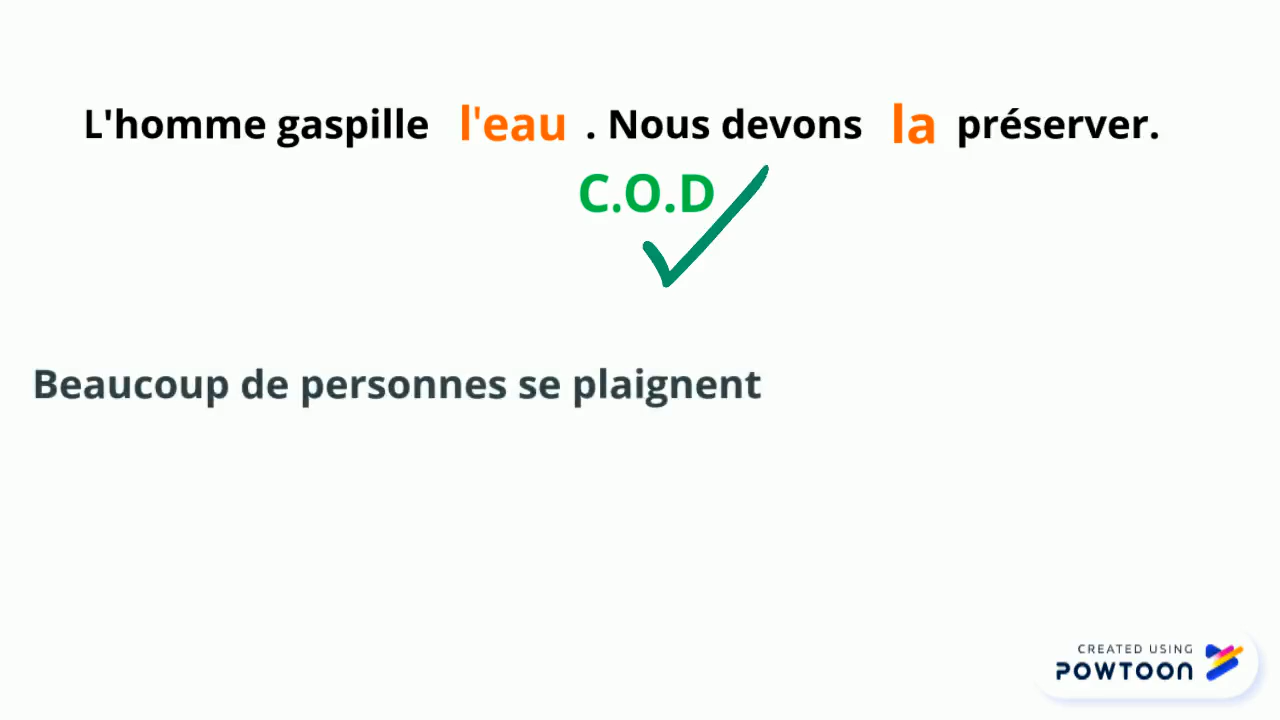 L'homme gaspille l'eau . Nous devons la préserver.
C.O.D
Beaucoup de personnes se plaignent
CREATED USING
POWTOON